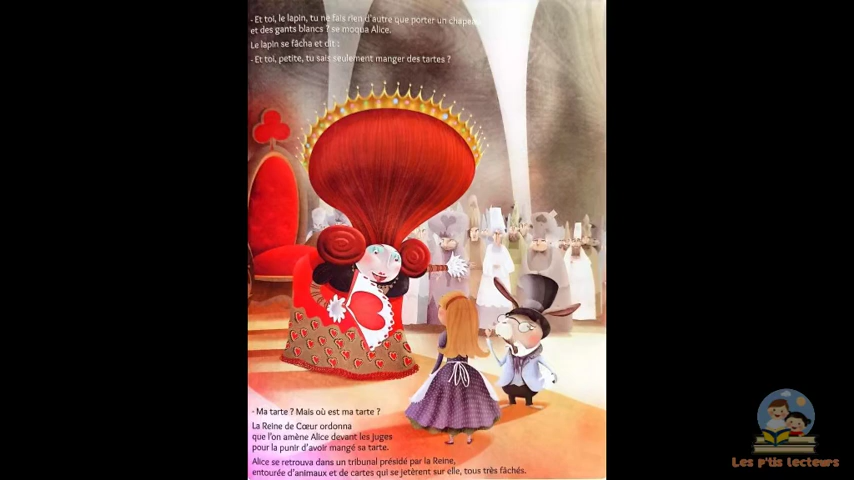 - Et toi, le lapin, tu ne fais rien d'autre que porter un chapeau
et des gants blancs ? se moqua Alice.
Le lapin se fâcha et dit :
- Et toi, petite, tu sais seulement manger des tartes ?
- Ma tarte ? Mais où est ma tarte ?
La Reine de Cœur ordonna
que l'on amène Alice devant les juges
pour la punir d'avoir mangé sa tarte.
Alice se retrouva dans un tribunal présidé par la Reine,
entourée d'animaux et de cartes qui se jetèrent sur elle, tous très fâchés.
Les p'tis lecteurs